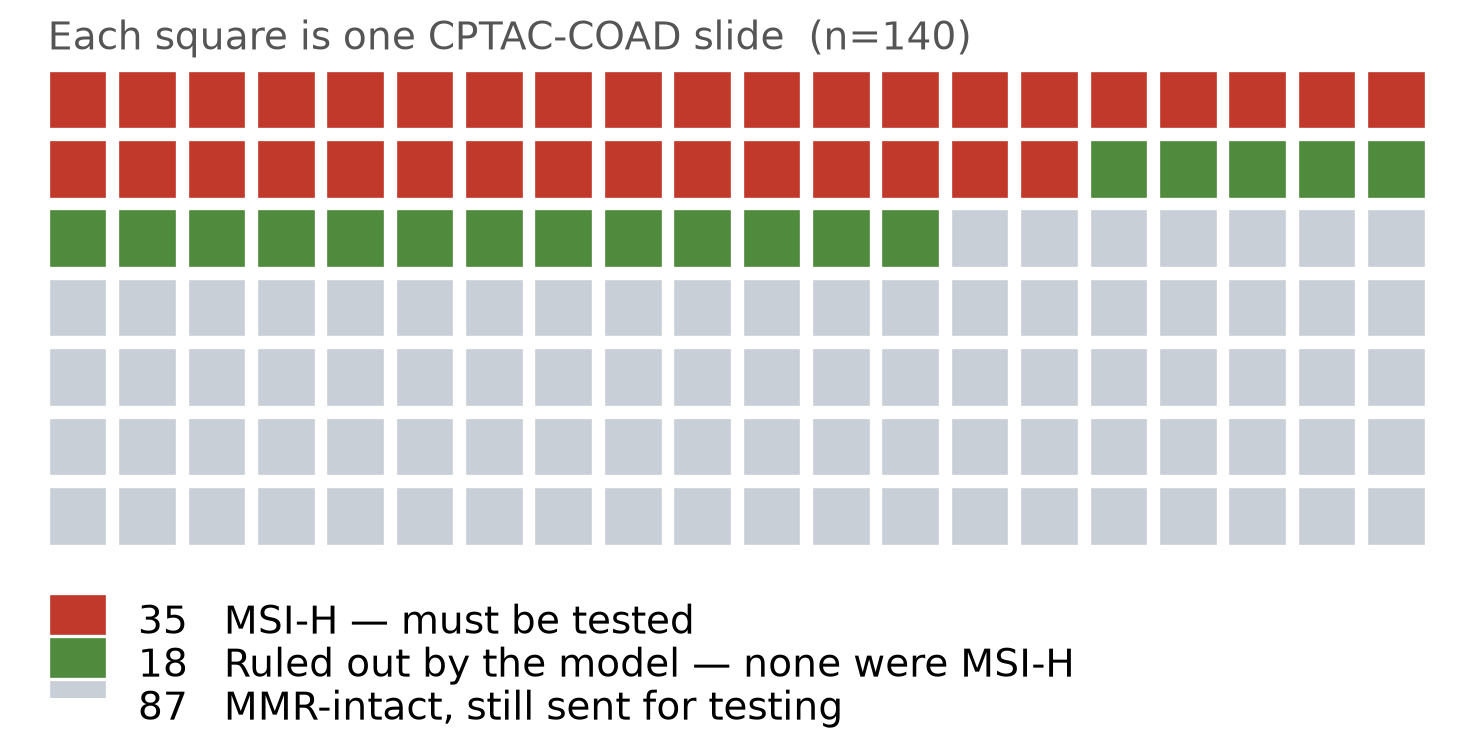 Each square is one CPTAC-COAD slide (n=140)
35 MSI-H — must be tested
18 Ruled out by the model — none were MSI-H
87 MMR-intact, still sent for testing